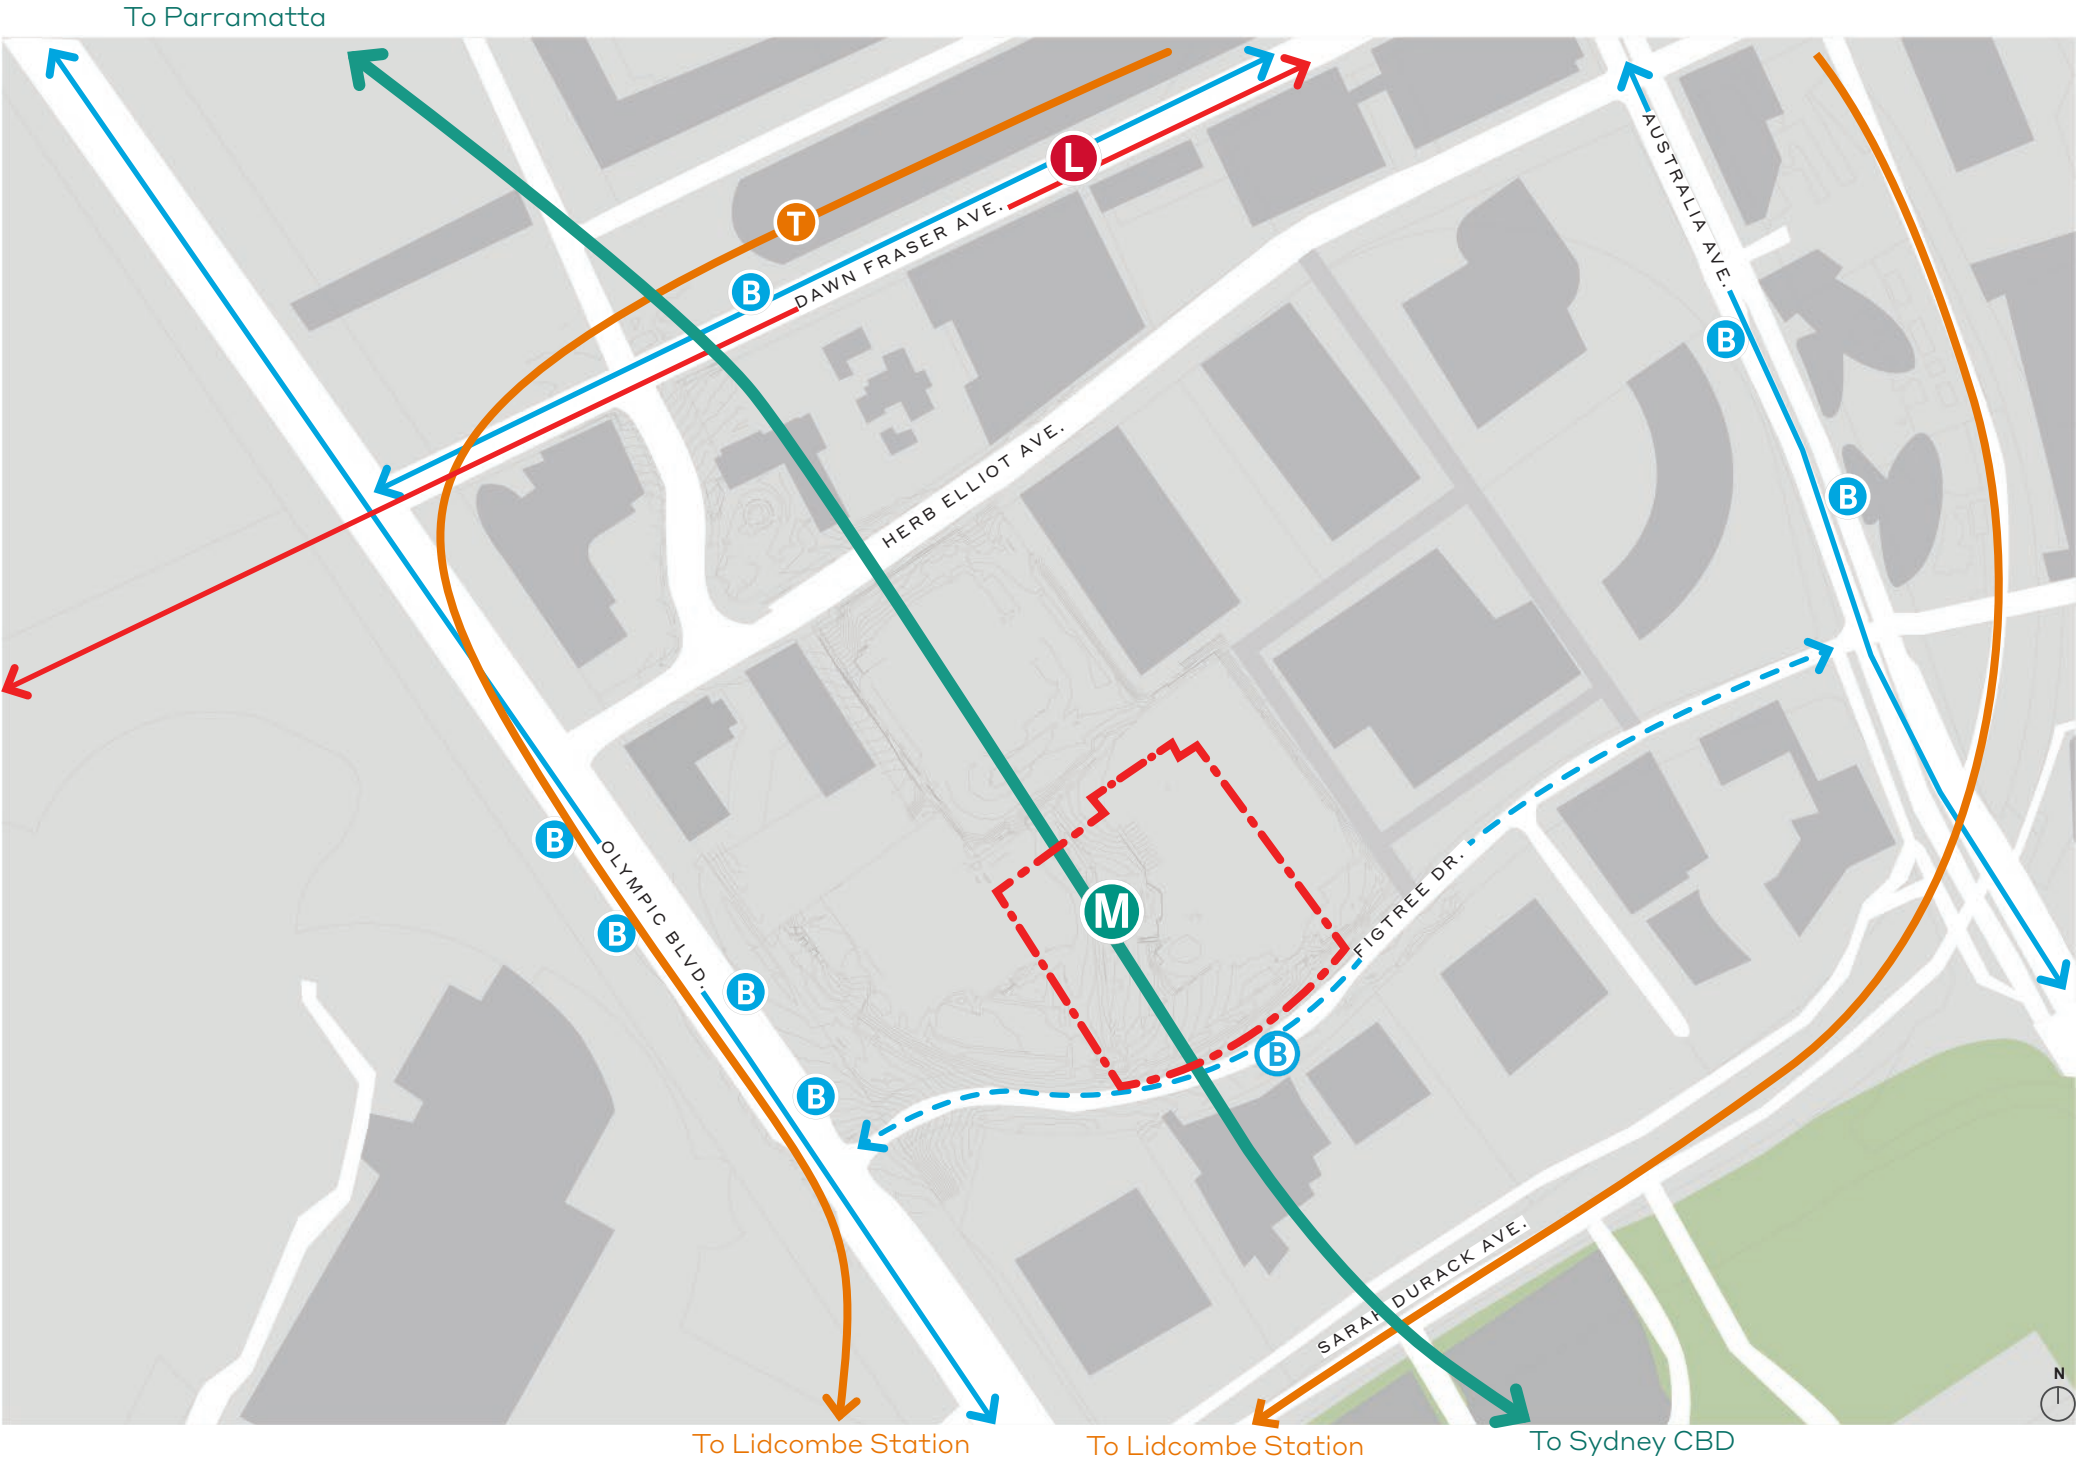 To Parramatta
AUSTRALIA AVE.
L
T
DAWN FRASER AVE.
B
B
HERB ELLIOT AVE.
B
B
OLYMPIC BLVD.
FIGTREE DR.
M
B
B
B
B
SARAH DURACK AVE.
N
To Lidcombe Station
To Lidcombe Station
To Sydney CBD